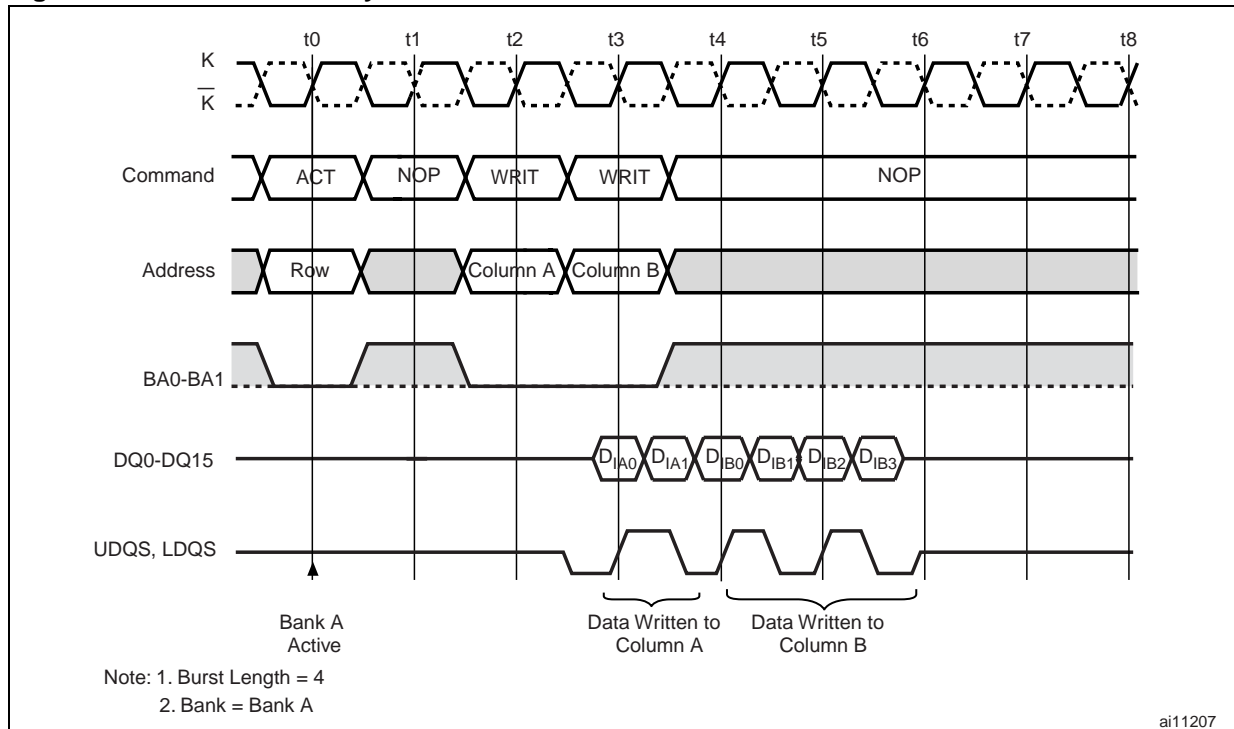 t0 t1 t2 t3 t4 t5 t6 t7 t8
K
K
Command ACT NOP WRIT WRIT NOP
Address Row Column A Column B
BA0-BA1
DQ0-DQ15 DIA0 DIA1 DIB0 DIB1 DIB2 DIB3
UDQS, LDQS
Bank A
Active
Data Written to
Column A
Data Written to
Column B
Note: 1. Burst Length = 4
2. Bank = Bank A
ai11207